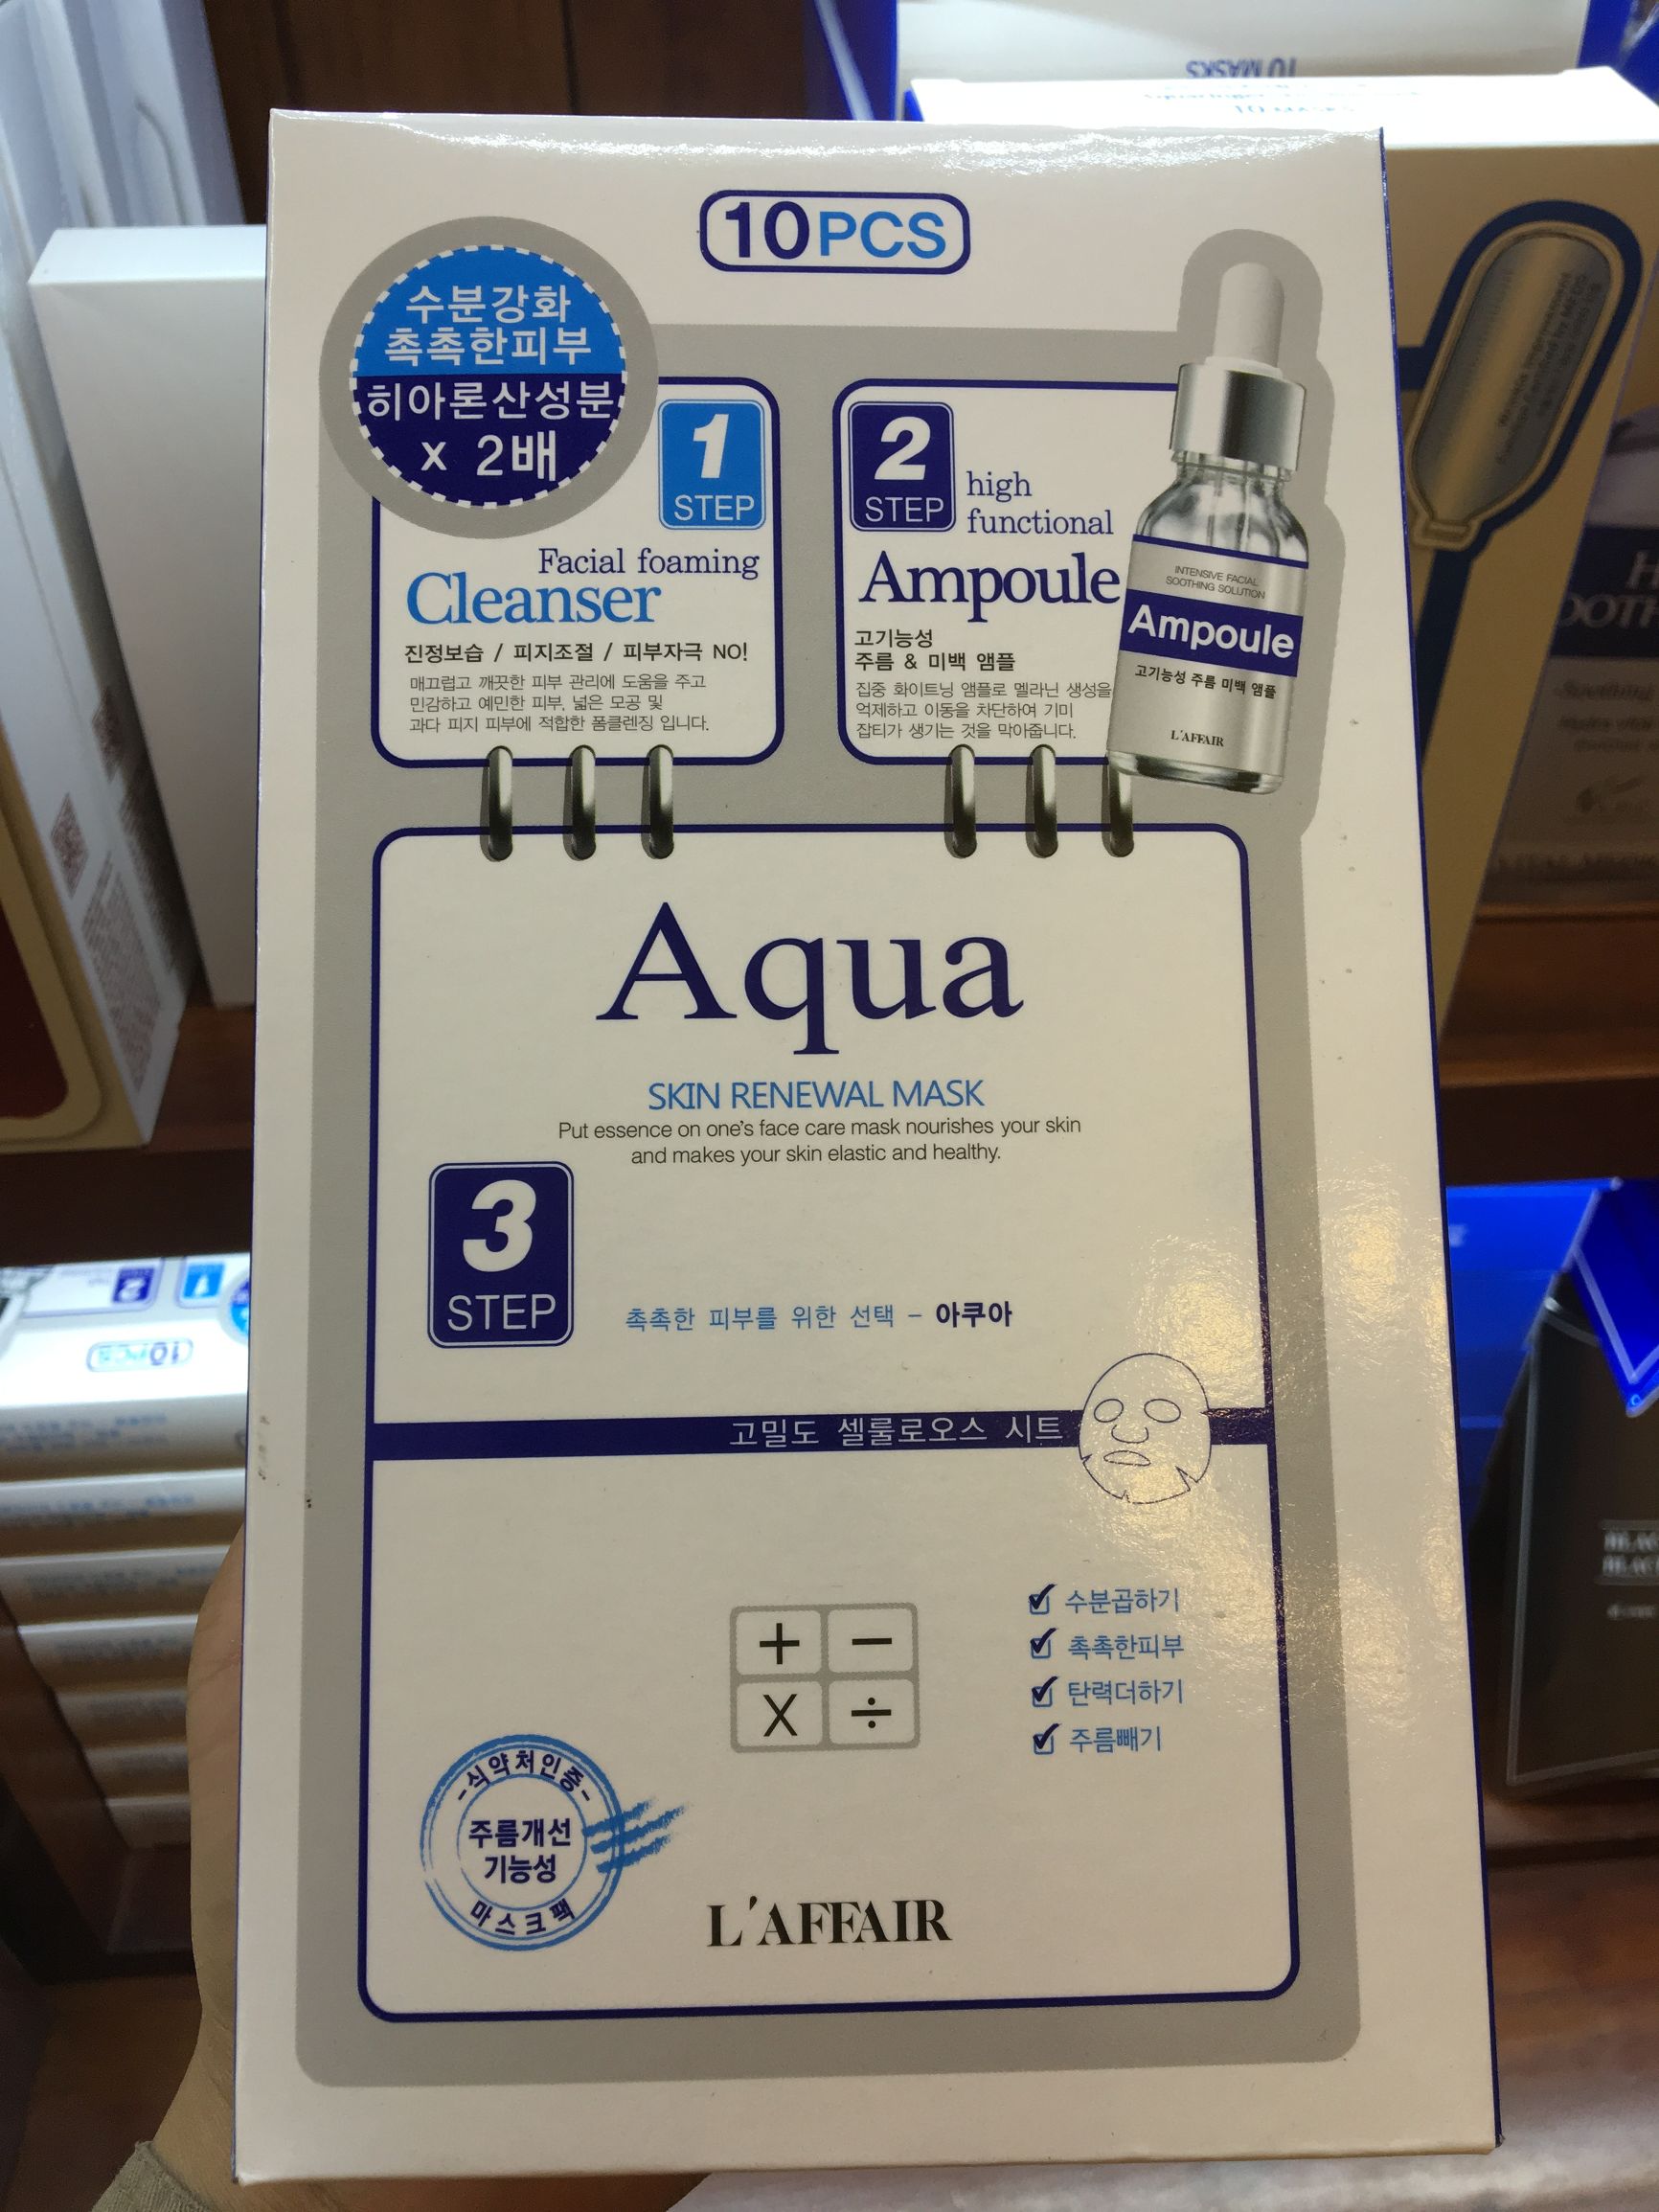 10 MASKS
10 MASKS
10PCS
수분강화
촉촉한피부
히아론산성분
x 2배
1
STEP
Facial foaming
Cleanser
진정보습 / 피지조절 / 피부자극 NO!
매끄럽고 깨끗한 피부 관리에 도움을 주고
민감하고 예민한 피부, 넓은 모공 및
과다 피지 피부에 적합한 폼클렌징 입니다.
2
STEP
high
functional
Ampoule
고기능성
주름 & 미백 앰플
집중 화이트닝 앰플로 멜라닌 생성을
억제하고 이동을 차단하여 기미
잡티가 생기는 것을 막아줍니다.
INTENSIVE FACIAL
SOOTHING SOLUTION
Ampoule
고기능성 주름 미백 앰플
L'AFFAIR
Aqua
SKIN RENEWAL MASK
Put essence on one's face care mask nourishes your skin
and makes your skin elastic and healthy.
3
STEP
촉촉한 피부를 위한 선택 - 아쿠아
고밀도 셀룰로오스 시트
+ −
X ÷
수분곱하기
촉촉한피부
탄력더하기
주름빼기
-식약처인증-
주름개선
기능성
마스크팩
L'AFFAIR
2
1
10PCS